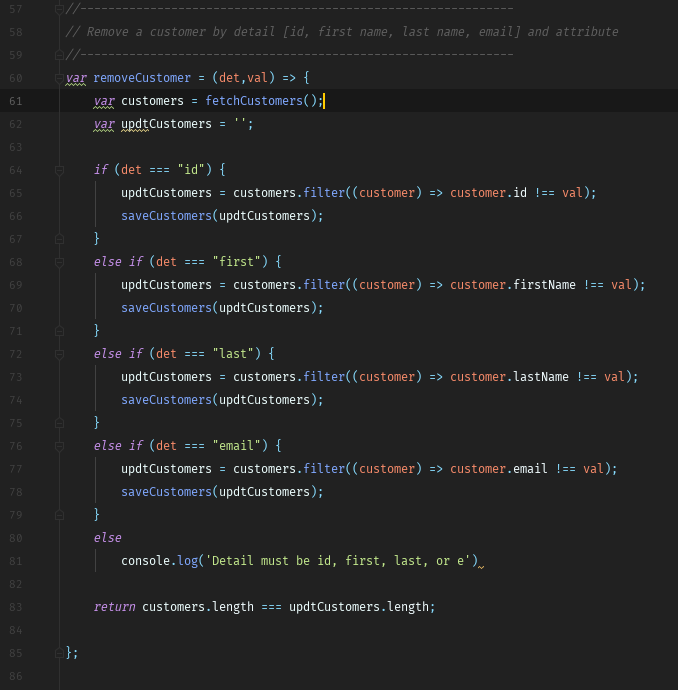 57 //--------------------------------------------------------------
58 // Remove a customer by detail [id, first name, last name, email] and attribute
59 //--------------------------------------------------------------
60 var removeCustomer = (det,val) => {
61     var customers = fetchCustomers();
62     var updtCustomers = '';
63
64     if (det === "id") {
65         updtCustomers = customers.filter((customer) => customer.id !== val);
66         saveCustomers(updtCustomers);
67     }
68     else if (det === "first") {
69         updtCustomers = customers.filter((customer) => customer.firstName !== val);
70         saveCustomers(updtCustomers);
71     }
72     else if (det === "last") {
73         updtCustomers = customers.filter((customer) => customer.lastName !== val);
74         saveCustomers(updtCustomers);
75     }
76     else if (det === "email") {
77         updtCustomers = customers.filter((customer) => customer.email !== val);
78         saveCustomers(updtCustomers);
79     }
80     else
81         console.log('Detail must be id, first, last, or e')
82
83     return customers.length === updtCustomers.length;
84
85 };
86